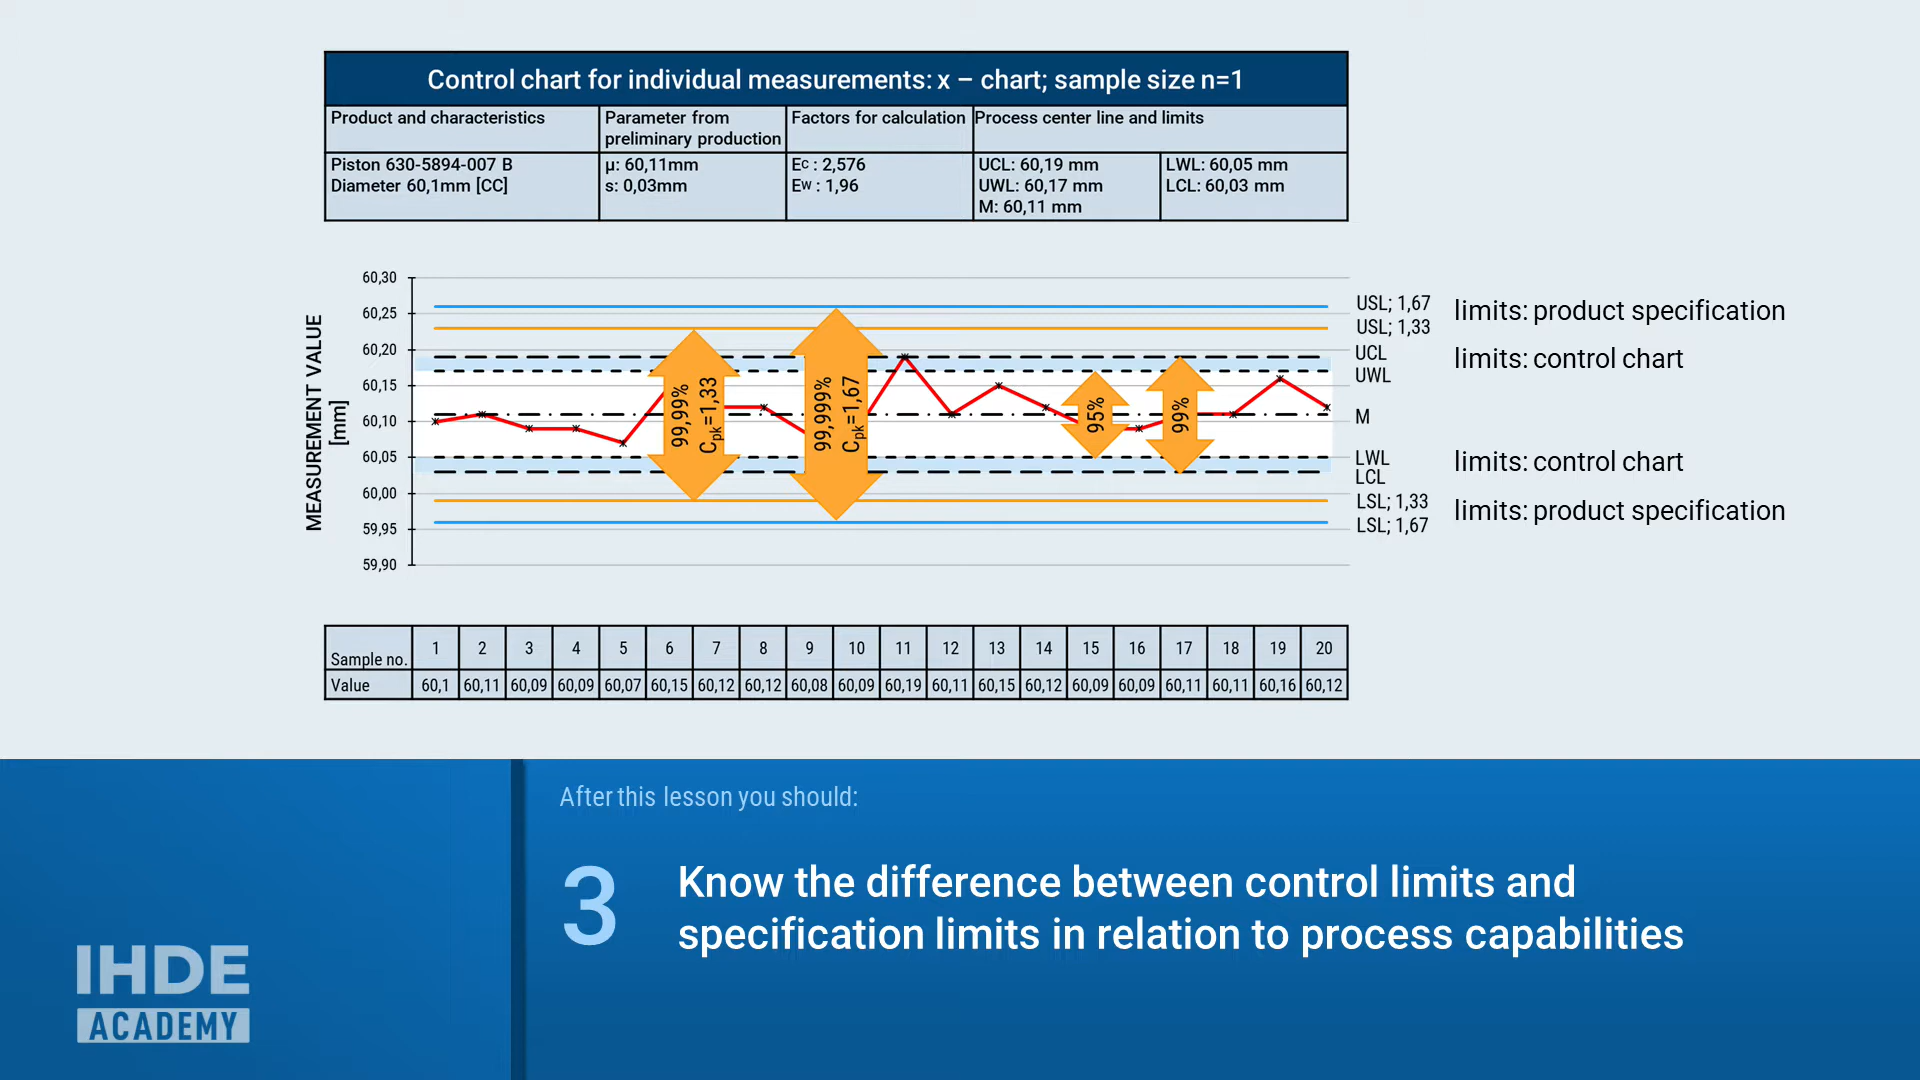 Control chart for individual measurements: x – chart; sample size n=1
Product and characteristics
Parameter from
preliminary production
Factors for calculation
Process center line and limits
Piston 630-5894-007 B
Diameter 60,1mm [CC]
µ: 60,11mm
s: 0,03mm
EC : 2,576
EW : 1,96
UCL: 60,19 mm
UWL: 60,17 mm
M: 60,11 mm
LWL: 60,05 mm
LCL: 60,03 mm
MEASUREMENT VALUE
[mm]
60,30
60,25
60,20
60,15
60,10
60,05
60,00
59,95
59,90
99,99%
Cpk=1,33
99,999%
Cpk=1,67
95%
99%
USL; 1,67
USL; 1,33
UCL
UWL
M
LWL
LCL
LSL; 1,33
LSL; 1,67
limits: product specification
limits: control chart
limits: control chart
limits: product specification
Sample no. 1 2 3 4 5 6 7 8 9 10 11 12 13 14 15 16 17 18 19 20
Value 60,1 60,11 60,09 60,09 60,07 60,15 60,12 60,12 60,08 60,09 60,19 60,11 60,15 60,12 60,09 60,09 60,11 60,11 60,16 60,12
After this lesson you should:
3
Know the difference between control limits and
specification limits in relation to process capabilities
IHDE
ACADEMY